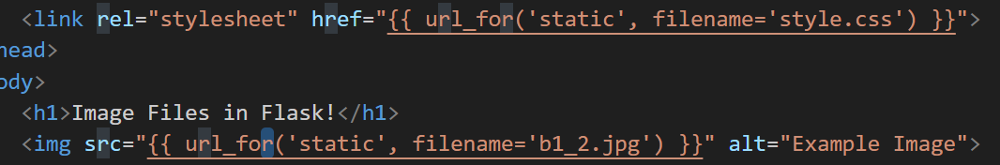 <link rel="stylesheet" href="{{ url_for('static', filename='style.css') }}">
head>
ody>
<h1>Image Files in Flask!</h1>
<img src="{{ url_for('static', filename='b1_2.jpg') }}" alt="Example Image">